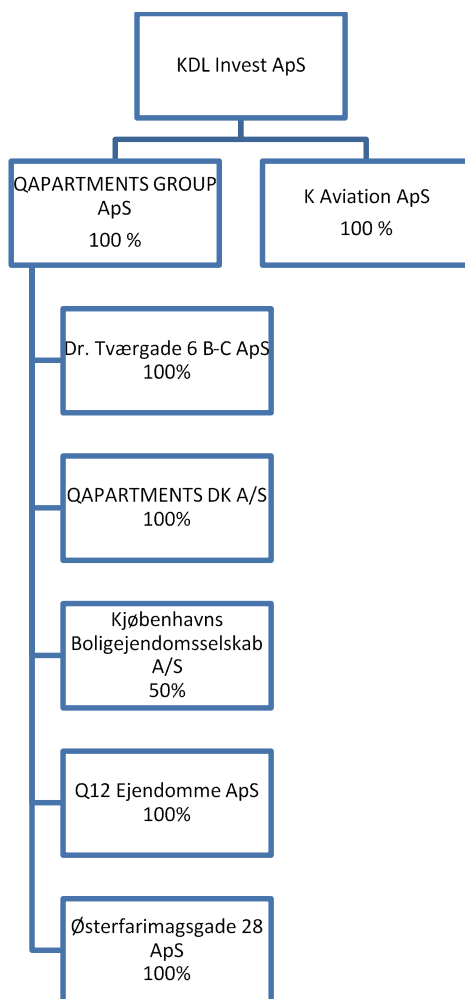 KDL Invest ApS
QAPARTMENTS GROUP
ApS
100 %
K Aviation ApS
100 %
Dr. Tværgade 6 B-C ApS
100%
QAPARTMENTS DK A/S
100%
Kjøbenhavns
Boligejendomsselskab
A/S
50%
Q12 Ejendomme ApS
100%
Østerfarimagsgade 28
ApS
100%